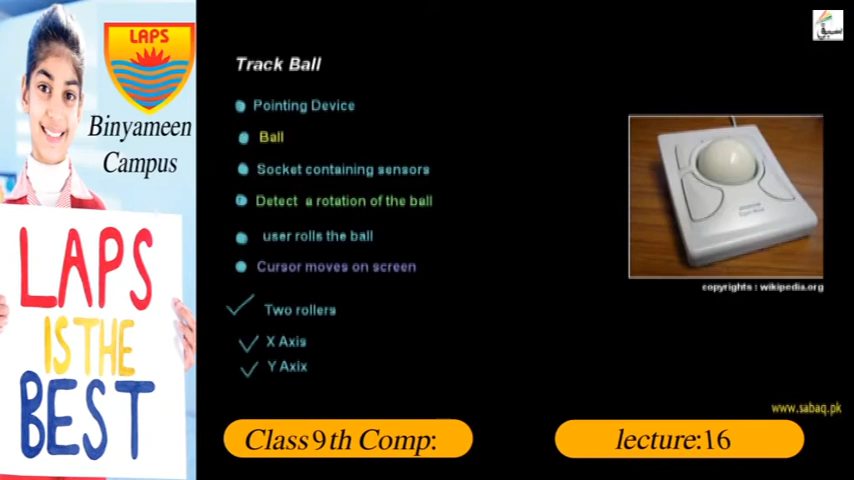 LAPS
Binyameen
Campus
LAPS
IS THE
BEST
Track Ball
Pointing Device
Ball
Socket containing sensors
Detect a rotation of the ball
user rolls the ball
Cursor moves on screen
Two rollers
X Axis
Y Axix
سبق
copyrights : wikipedia.org
www.sabaq.pk
Class 9th Comp:
lecture:16